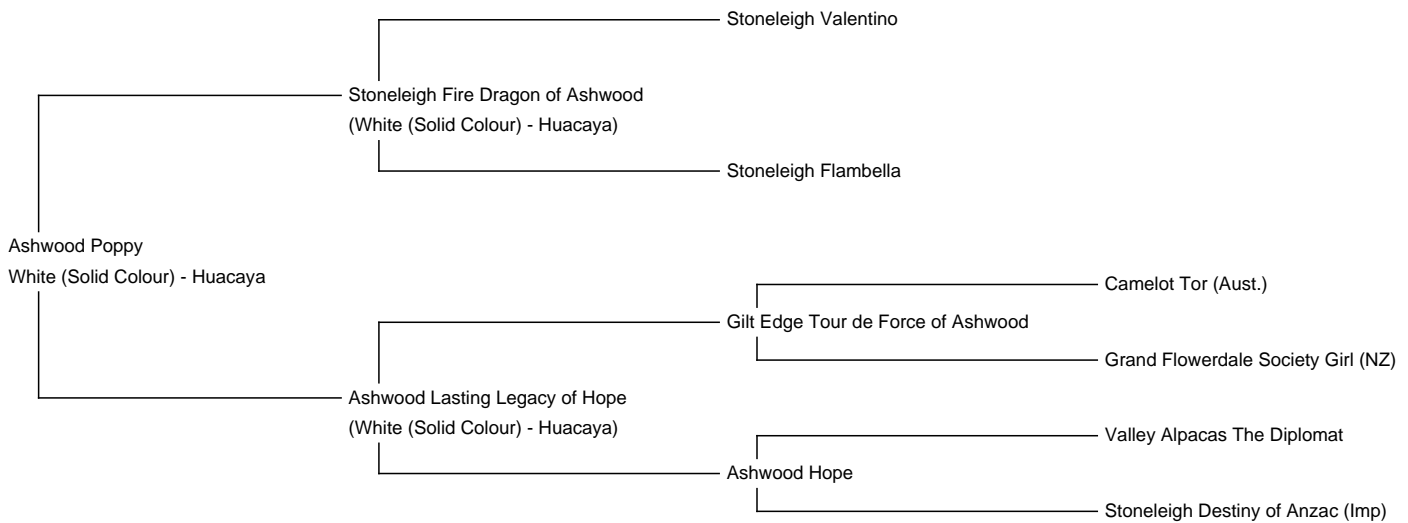 Stoneleigh Valentino
Stoneleigh Fire Dragon of Ashwood
(White (Solid Colour) - Huacaya)
Stoneleigh Flambella
Ashwood Poppy
White (Solid Colour) - Huacaya
Camelot Tor (Aust.)
Gilt Edge Tour de Force of Ashwood
Grand Flowerdale Society Girl (NZ)
Ashwood Lasting Legacy of Hope
(White (Solid Colour) - Huacaya)
Valley Alpacas The Diplomat
Ashwood Hope
Stoneleigh Destiny of Anzac (Imp)